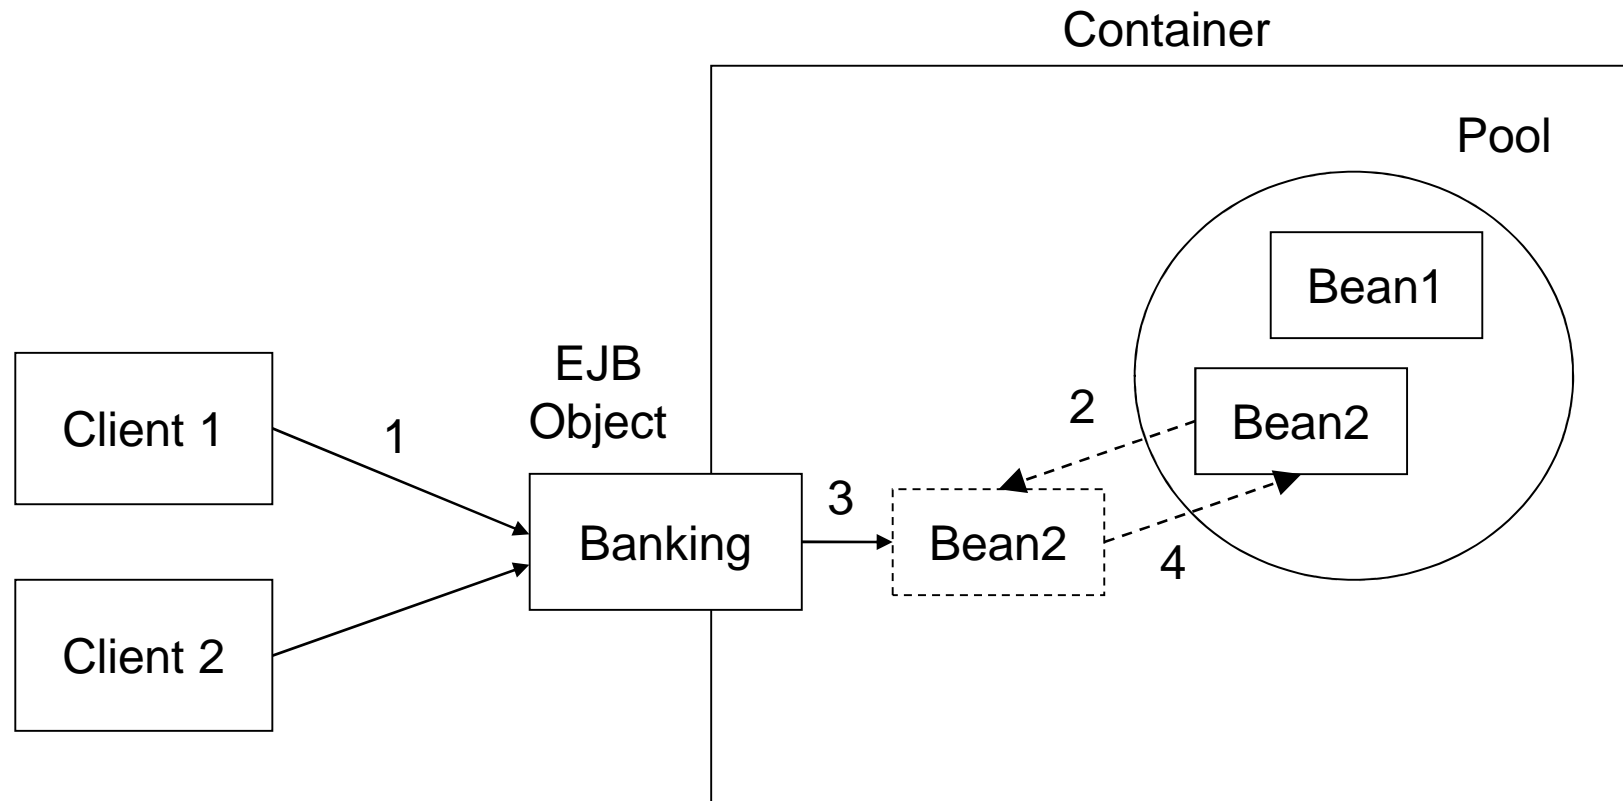 Container
Pool
Bean1
EJB
Object
Client 1
1
2
Bean2
3
Banking
Bean2
4
Client 2